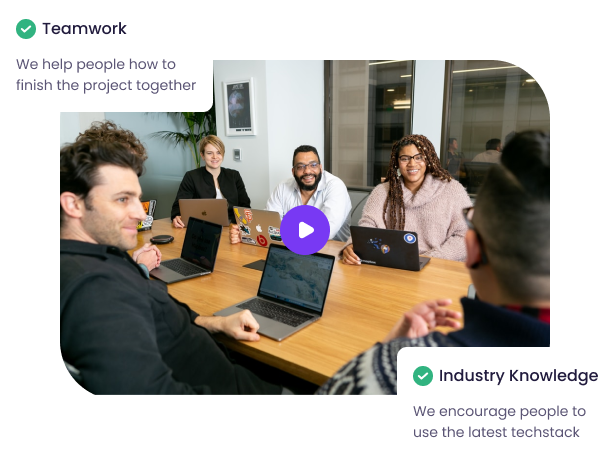 Teamwork
We help people how to
finish the project together
Industry Knowledge
We encourage people to
use the latest techstack